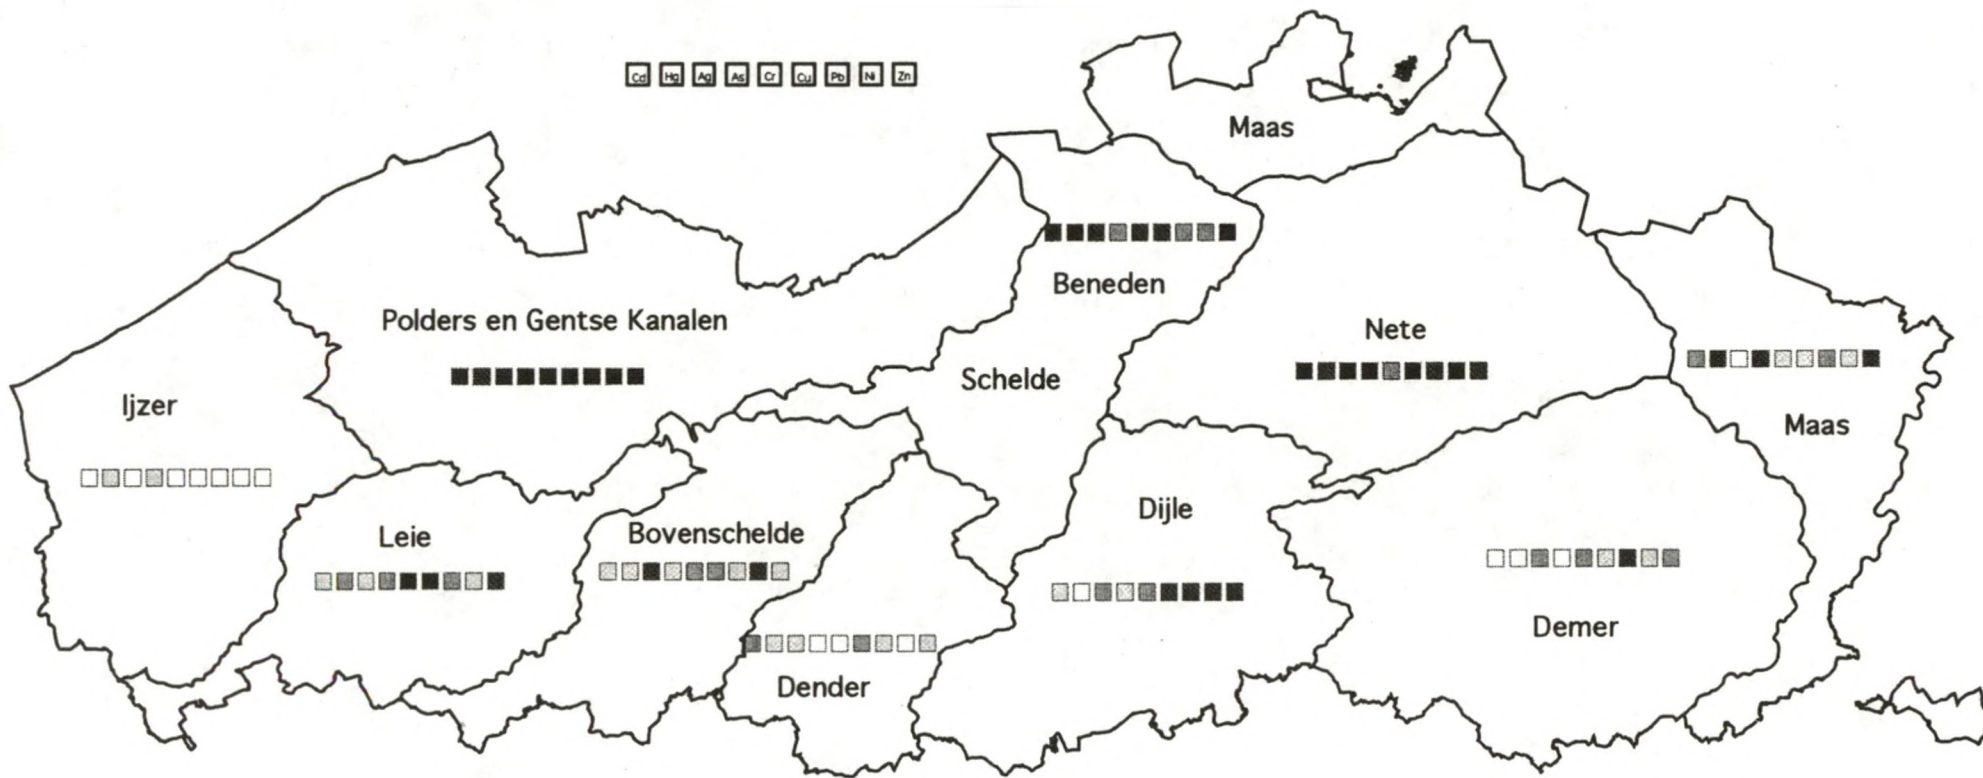 Cd Hg Ag As Cr Cu Pb Ni Zn
Maas
Beneden
Polders en Gentse Kanalen
Nete
Schelde
Ijzer
Maas
Dijle
Leie
Bovenschelde
Demer
Dender